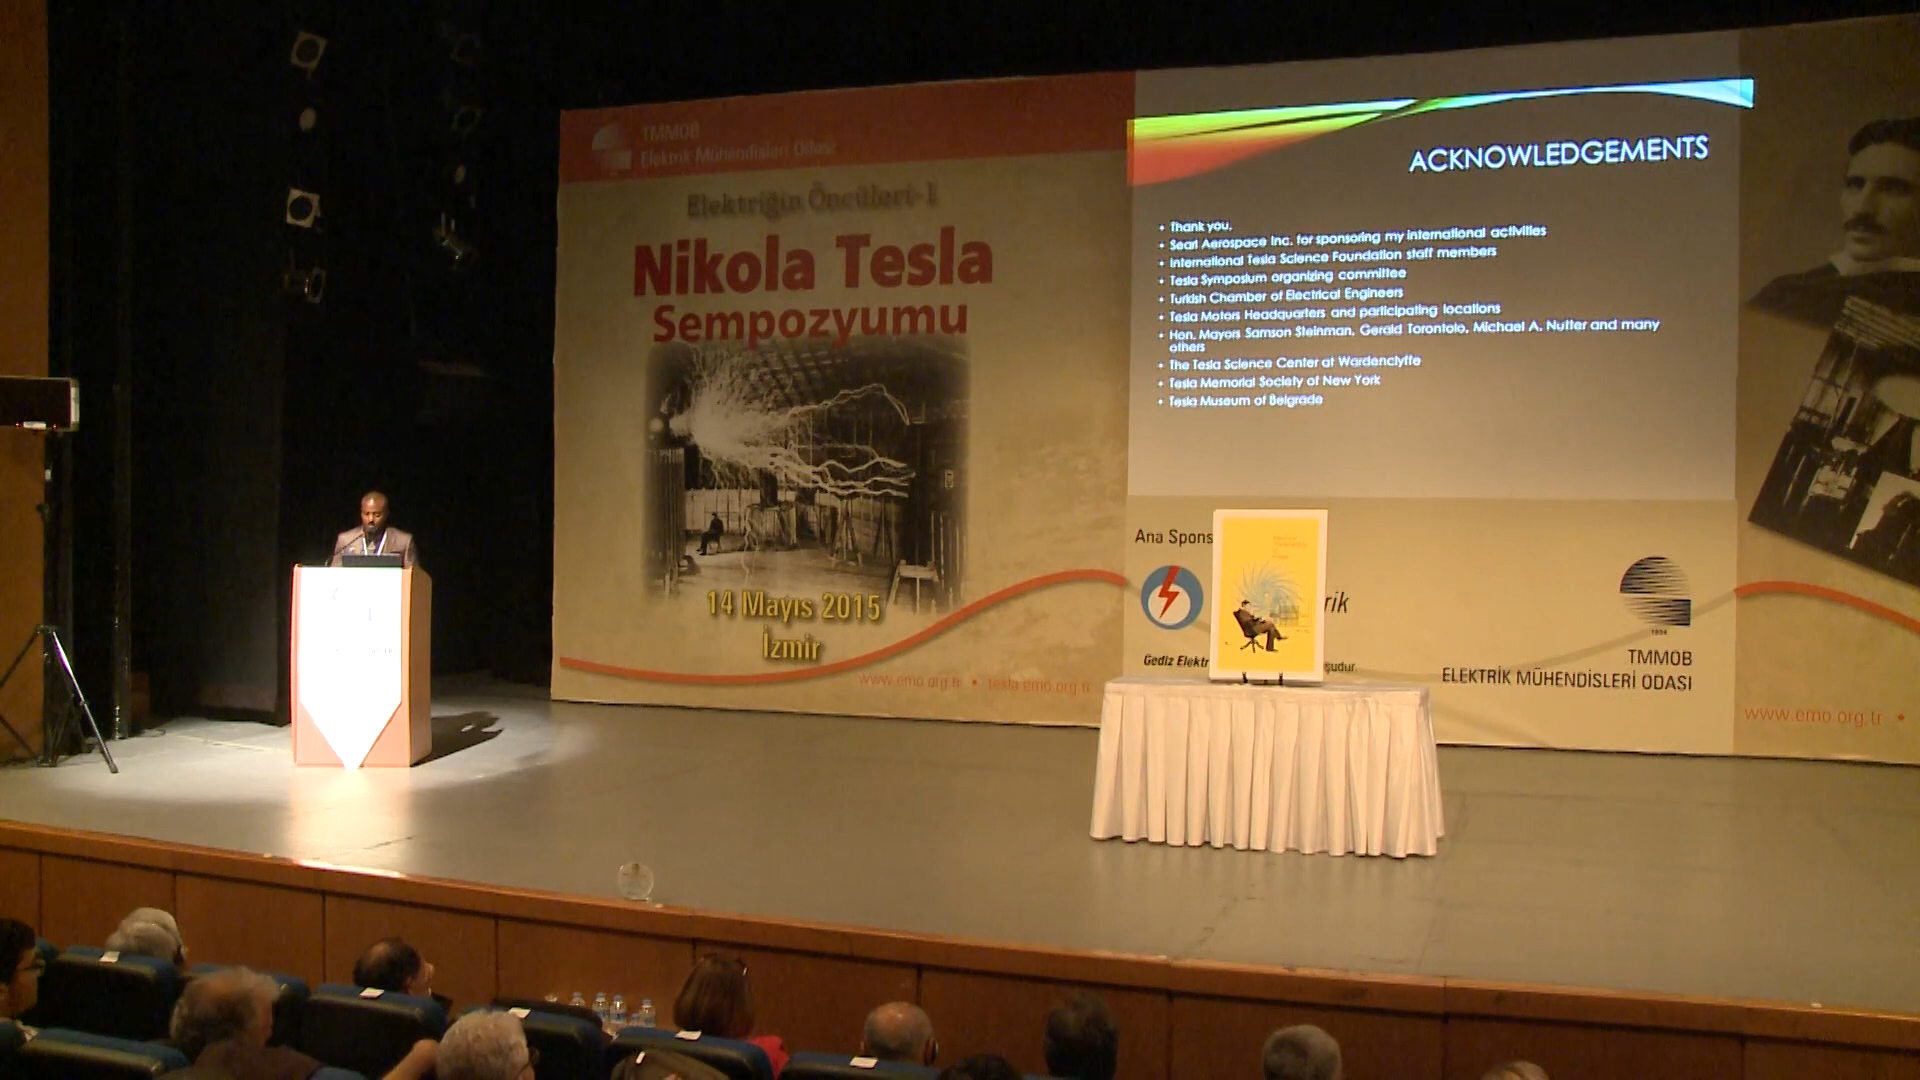 TMMOB
Elektrik Mühendisleri Odası
Elektriğin Öncüleri-1
Nikola Tesla
Sempozyumu
14 Mayıs 2015
İzmir
www.emo.org.tr • tesla.emo.org.tr
ACKNOWLEDGEMENTS
• Thank you.
• Searl Aerospace Inc. for sponsoring my international activities
• International Tesla Science Foundation staff members
• Tesla Symposium organizing committee
• Turkish Chamber of Electrical Engineers
• Tesla Motors Headquarters and participating locations
• Hon. Mayors Samson Steinman, Gerald Torontolo, Michael A. Nutter and many
others
• The Tesla Science Center at Wardenclyffe
• Tesla Memorial Society of New York
• Tesla Museum of Belgrade
Ana Spons
rik
Gediz Elektr
şudur.
1954
TMMOB
ELEKTRİK MÜHENDİSLERİ ODASI
www.emo.org.tr •